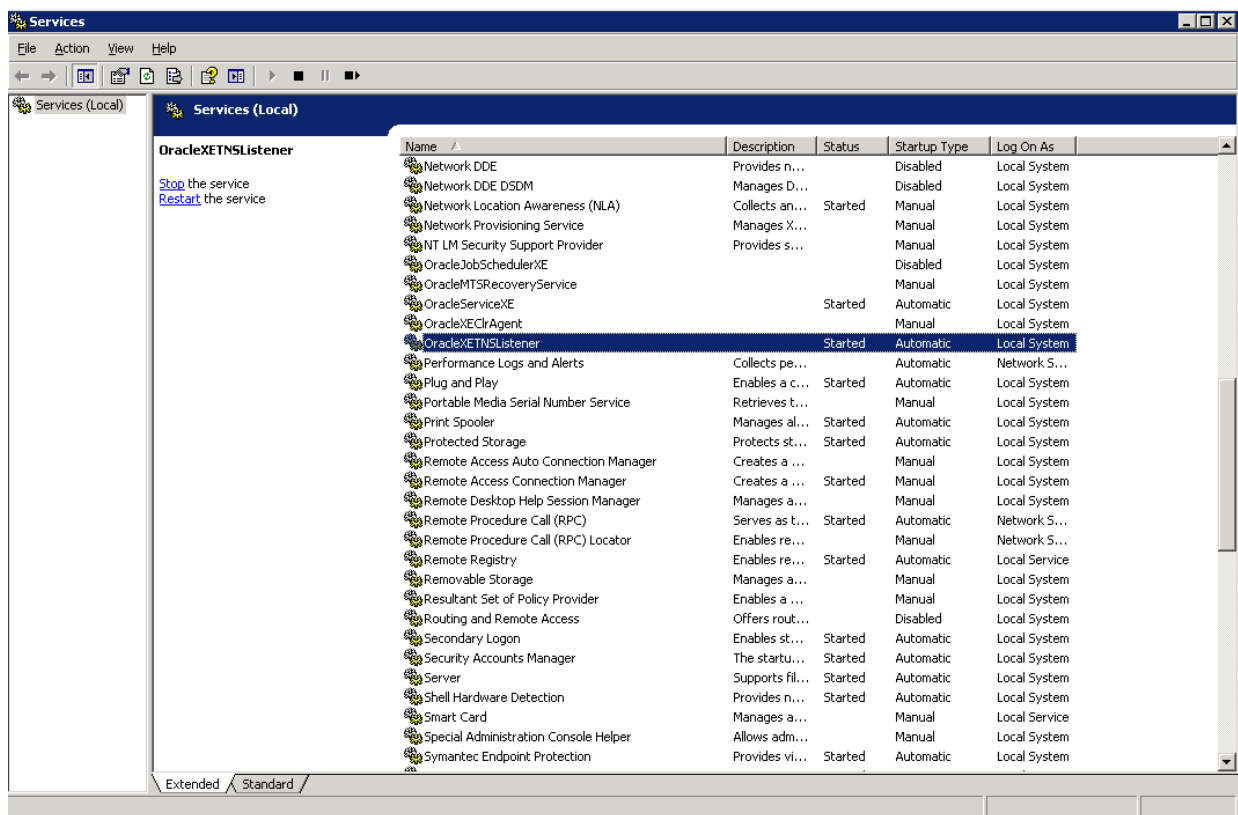 Services
File Action View Help
Services (Local)
Services (Local)
OracleXETNSListener
Stop the service
Restart the service
Name Description Status Startup Type Log On As
Network DDE Provides n... Disabled Local System
Network DDE DSDM Manages D... Disabled Local System
Network Location Awareness (NLA) Collects an... Started Manual Local System
Network Provisioning Service Manages X... Manual Local System
NT LM Security Support Provider Provides s... Manual Local System
OracleJobSchedulerXE Disabled Local System
OracleMTSRecoveryService Manual Local System
OracleServiceXE Started Automatic Local System
OracleXEClrAgent Manual Local System
OracleXETNSListener Started Automatic Local System
Performance Logs and Alerts Collects pe... Automatic Network S...
Plug and Play Enables a c... Started Automatic Local System
Portable Media Serial Number Service Retrieves t... Manual Local System
Print Spooler Manages al... Started Automatic Local System
Protected Storage Protects st... Started Automatic Local System
Remote Access Auto Connection Manager Creates a ... Manual Local System
Remote Access Connection Manager Creates a ... Started Manual Local System
Remote Desktop Help Session Manager Manages a... Manual Local System
Remote Procedure Call (RPC) Serves as t... Started Automatic Network S...
Remote Procedure Call (RPC) Locator Enables re... Manual Network S...
Remote Registry Enables re... Started Automatic Local Service
Removable Storage Manages a... Manual Local System
Resultant Set of Policy Provider Enables a ... Manual Local System
Routing and Remote Access Offers rout... Disabled Local System
Secondary Logon Enables st... Started Automatic Local System
Security Accounts Manager The startu... Started Automatic Local System
Server Supports fil... Started Automatic Local System
Shell Hardware Detection Provides n... Started Automatic Local System
Smart Card Manages a... Manual Local Service
Special Administration Console Helper Allows adm... Manual Local System
Symantec Endpoint Protection Provides vi... Started Automatic Local System
Extended Standard